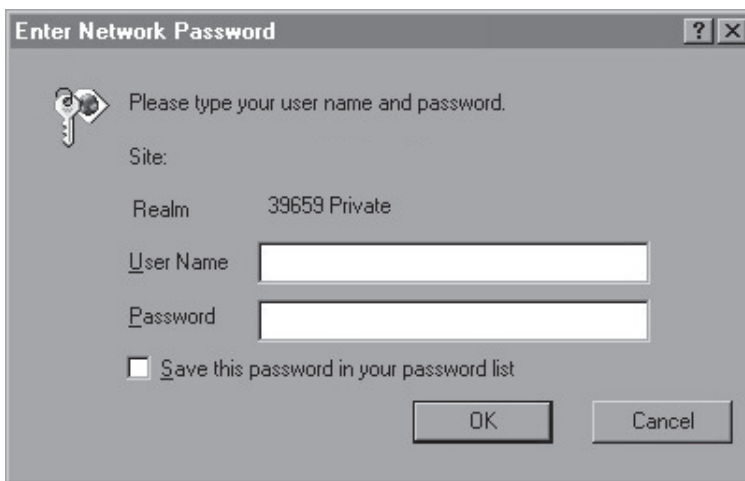 Enter Network Password
Please type your user name and password.
Site:
Realm 39659 Private
User Name
Password
Save this password in your password list
OK Cancel